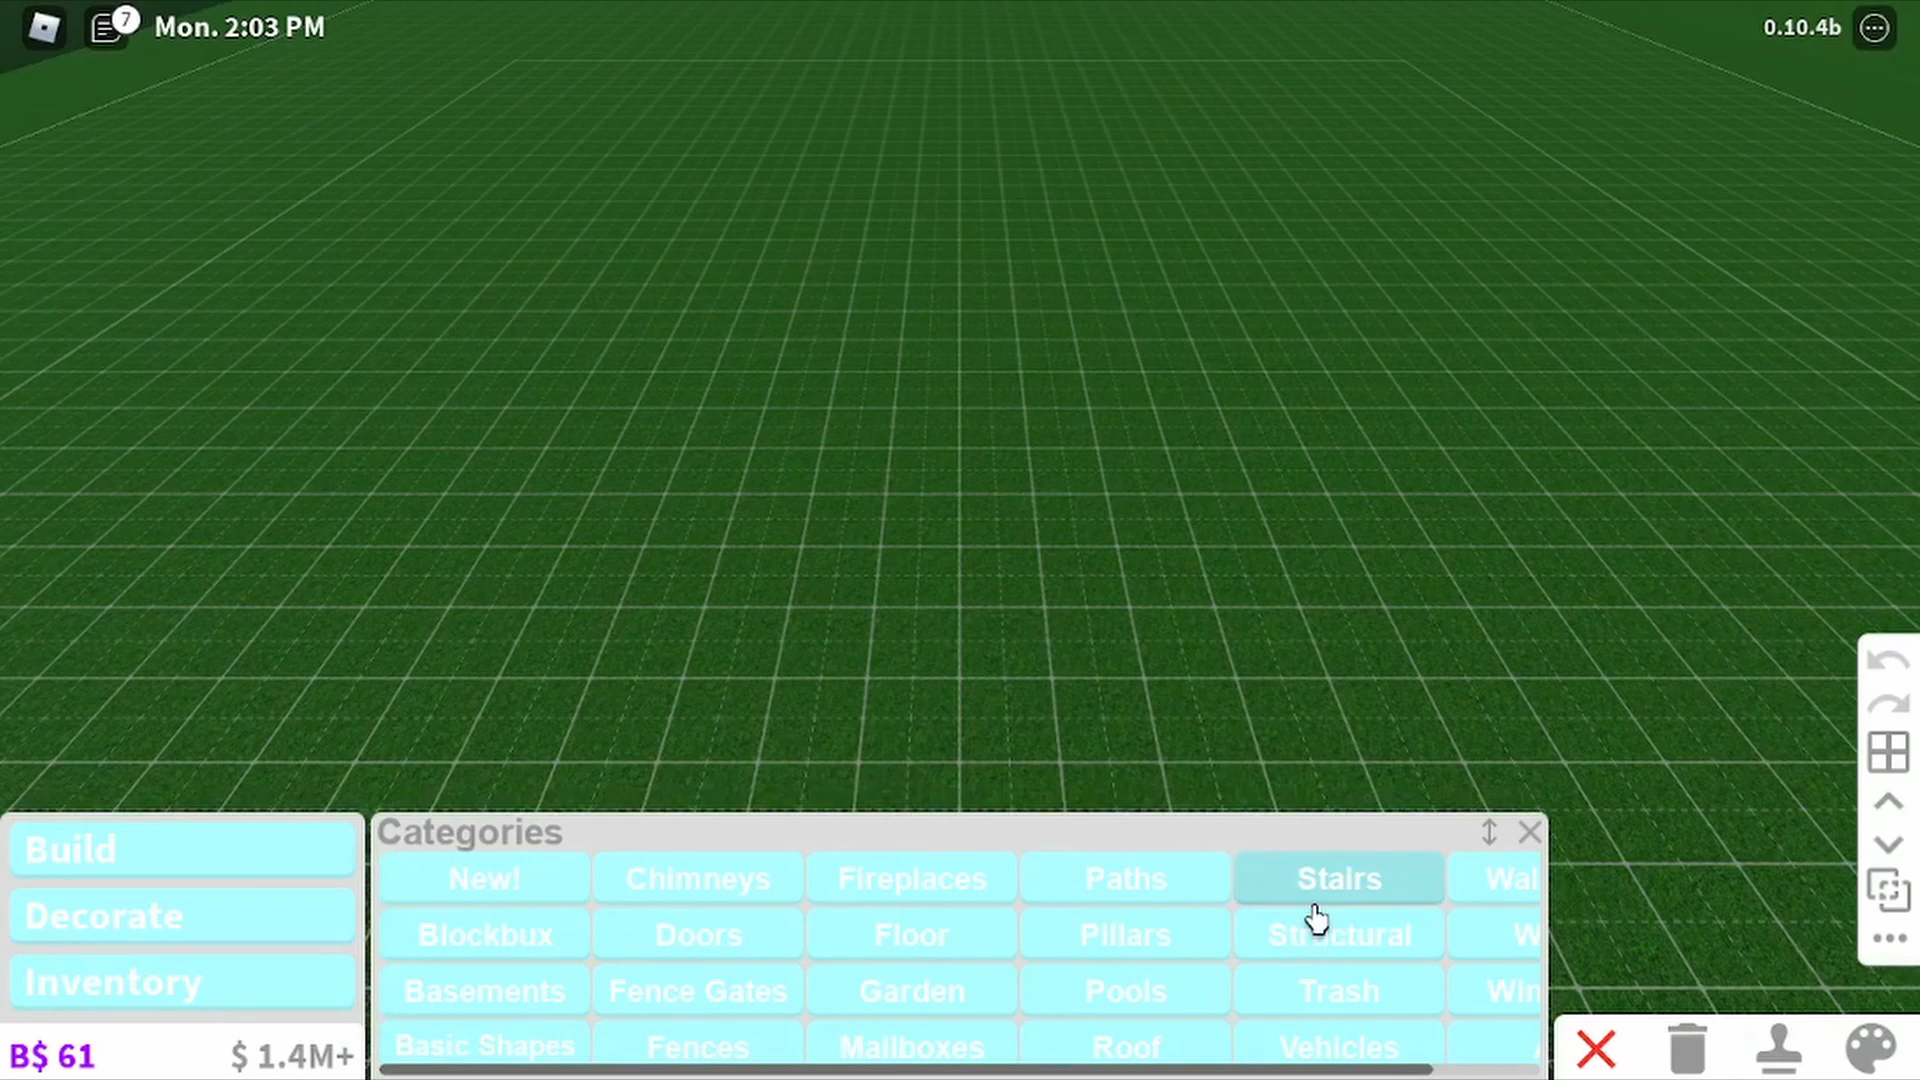 7 Mon. 2:03 PM 0.10.4b
Categories
Build
Decorate
Inventory
B$ 61 $ 1.4M+
New! Chimneys Fireplaces Paths Stairs
Blockbux Doors Floor Pillars
Basements Fence Gates Garden Pools Trash
Basic Shapes Fences Mailboxes Roof Vehicles